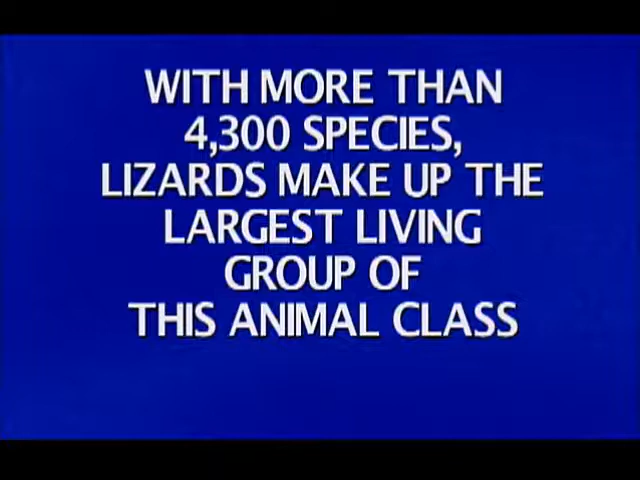 WITH MORE THAN
4,300 SPECIES,
LIZARDS MAKE UP THE
LARGEST LIVING
GROUP OF
THIS ANIMAL CLASS